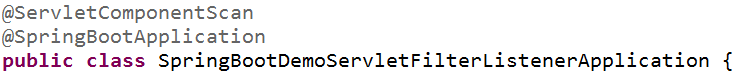 @ServletComponentScan
@SpringBootApplication
public class SpringBootDemoServletFilterListenerApplication {